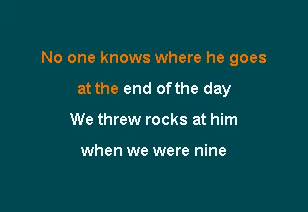 No one knows where he goes
at the end of the day
We threw rocks at him
when we were nine